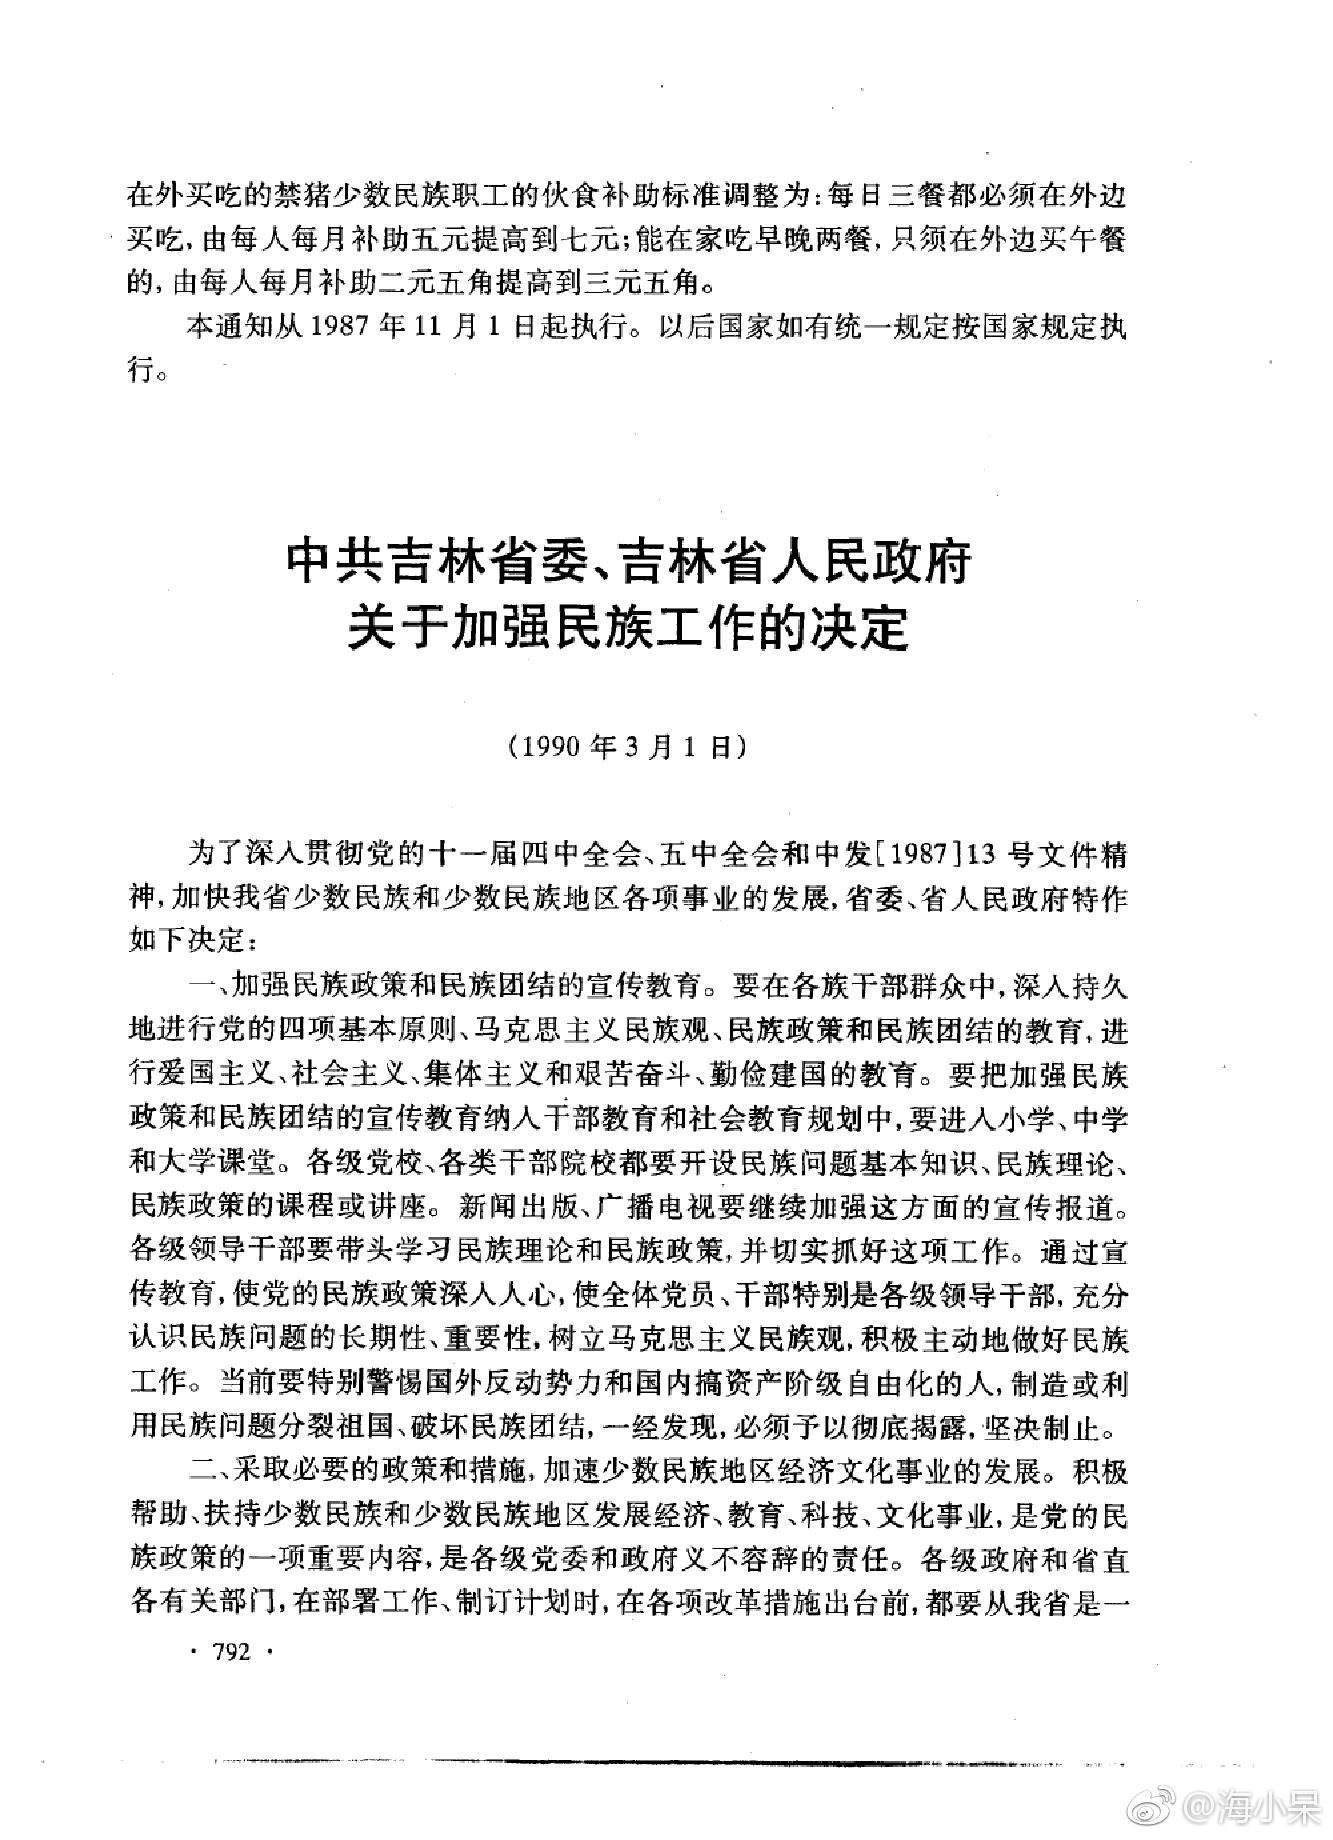 在外买吃的禁猪少数民族职工的伙食补助标准调整为:每日三餐都必须在外边
买吃,由每人每月补助五元提高到七元;能在家吃早晚两餐,只须在外边买午餐
的,由每人每月补助二元五角提高到三元五角。
本通知从1987年11月1日起执行。以后国家如有统一规定按国家规定执
行。
中共吉林省委、吉林省人民政府
关于加强民族工作的决定
(1990年3月1日)
为了深入贯彻党的十一届四中全会、五中全会和中发[1987]13号文件精
神,加快我省少数民族和少数民族地区各项事业的发展,省委、省人民政府特作
如下决定:
一、加强民族政策和民族团结的宣传教育。要在各族干部群众中,深入持久
地进行党的四项基本原则、马克思主义民族观、民族政策和民族团结的教育,进
行爱国主义、社会主义、集体主义和艰苦奋斗、勤俭建国的教育。要把加强民族
政策和民族团结的宣传教育纳入干部教育和社会教育规划中,要进入小学、中学
和大学课堂。各级党校、各类干部院校都要开设民族问题基本知识、民族理论、
民族政策的课程或讲座。新闻出版、广播电视要继续加强这方面的宣传报道。
各级领导干部要带头学习民族理论和民族政策,并切实抓好这项工作。通过宣
传教育,使党的民族政策深入人心,使全体党员、干部特别是各级领导干部,充分
认识民族问题的长期性、重要性,树立马克思主义民族观,积极主动地做好民族
工作。当前要特别警惕国外反动势力和国内搞资产阶级自由化的人,制造或利
用民族问题分裂祖国、破坏民族团结,一经发现,必须予以彻底揭露,坚决制止。
二、采取必要的政策和措施,加速少数民族地区经济文化事业的发展。积极
帮助、扶持少数民族和少数民族地区发展经济、教育、科技、文化事业,是党的民
族政策的一项重要内容,是各级党委和政府义不容辞的责任。各级政府和省直
各有关部门,在部署工作、制订计划时,在各项改革措施出台前,都要从我省是一
·792·
@海小呆